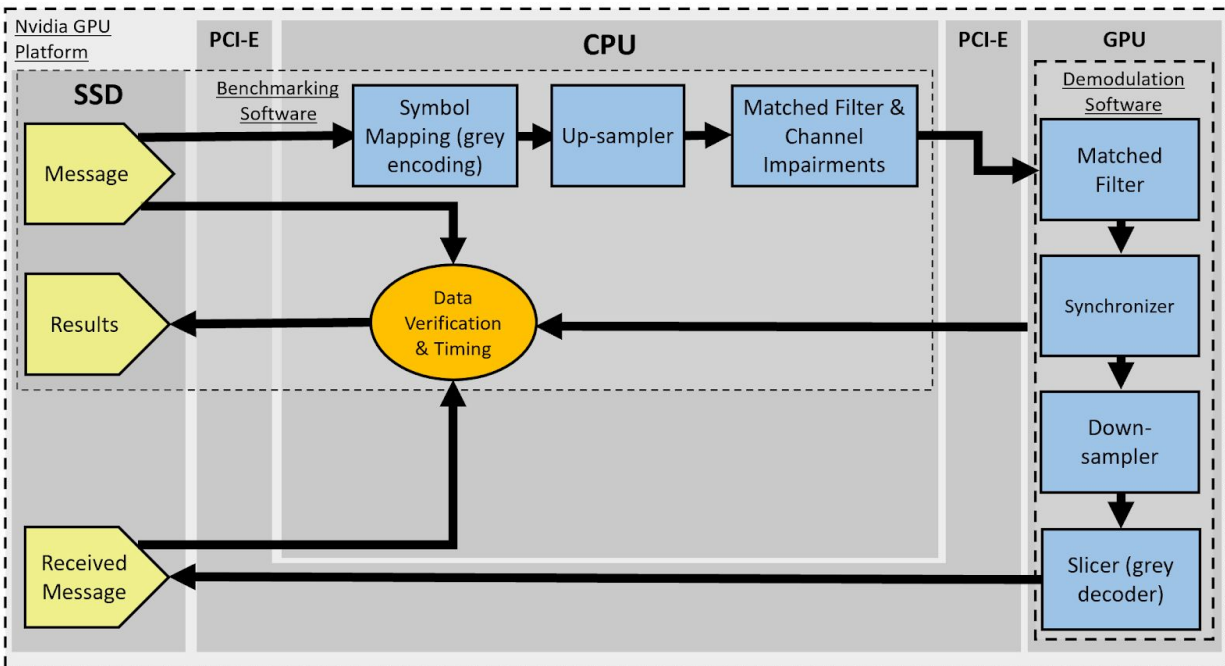 Nvidia GPU
Platform
PCI-E
CPU
PCI-E
GPU
SSD
Benchmarking
Software
Demodulation
Software
Message
Symbol
Mapping (grey
encoding)
Up-sampler
Matched Filter &
Channel
Impairments
Matched
Filter
Results
Data
Verification
& Timing
Synchronizer
Down-
sampler
Received
Message
Slicer (grey
decoder)